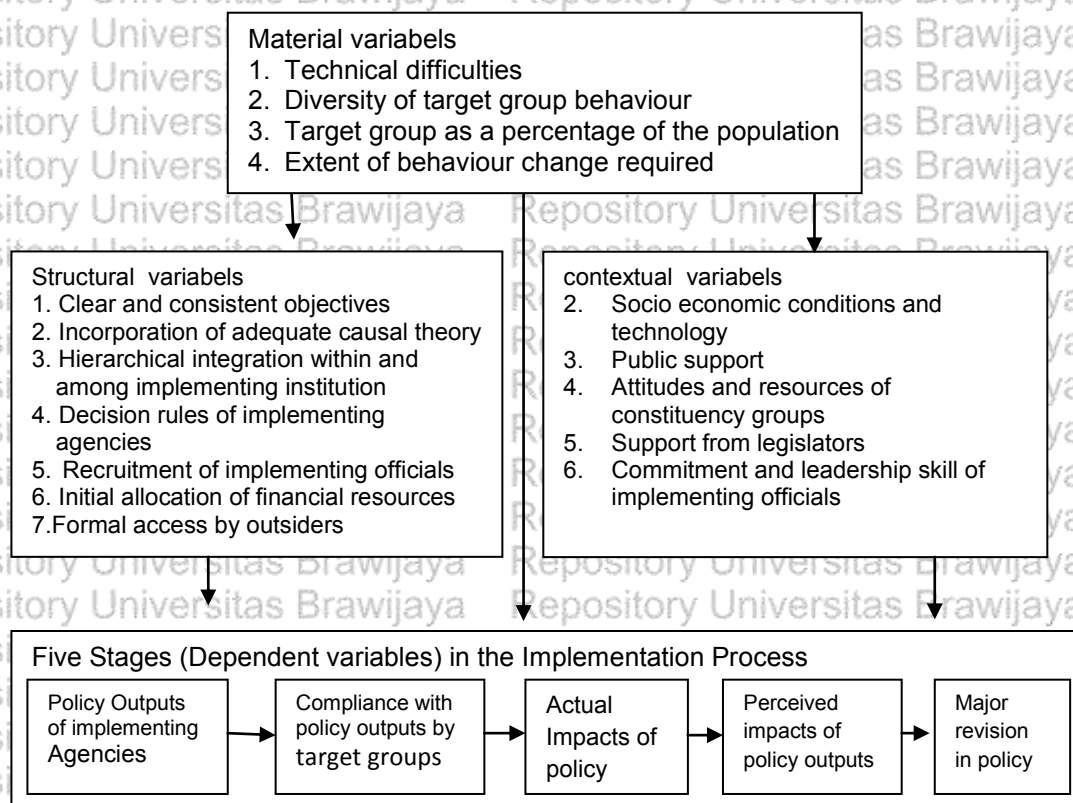 Material variabels
1. Technical difficulties
2. Diversity of target group behaviour
3. Target group as a percentage of the population
4. Extent of behaviour change required
Structural variabels
1. Clear and consistent objectives
2. Incorporation of adequate causal theory
3. Hierarchical integration within and
among implementing institution
4. Decision rules of implementing
agencies
5. Recruitment of implementing officials
6. Initial allocation of financial resources
7.Formal access by outsiders
contextual variabels
2. Socio economic conditions and
technology
3. Public support
4. Attitudes and resources of
constituency groups
5. Support from legislators
6. Commitment and leadership skill of
implementing officials
Five Stages (Dependent variables) in the Implementation Process
Policy Outputs
of implementing
Agencies
Compliance with
policy outputs by
target groups
Actual
Impacts of
policy
Perceived
impacts of
policy outputs
Major
revision
in policy
Repository Universitas Brawijaya